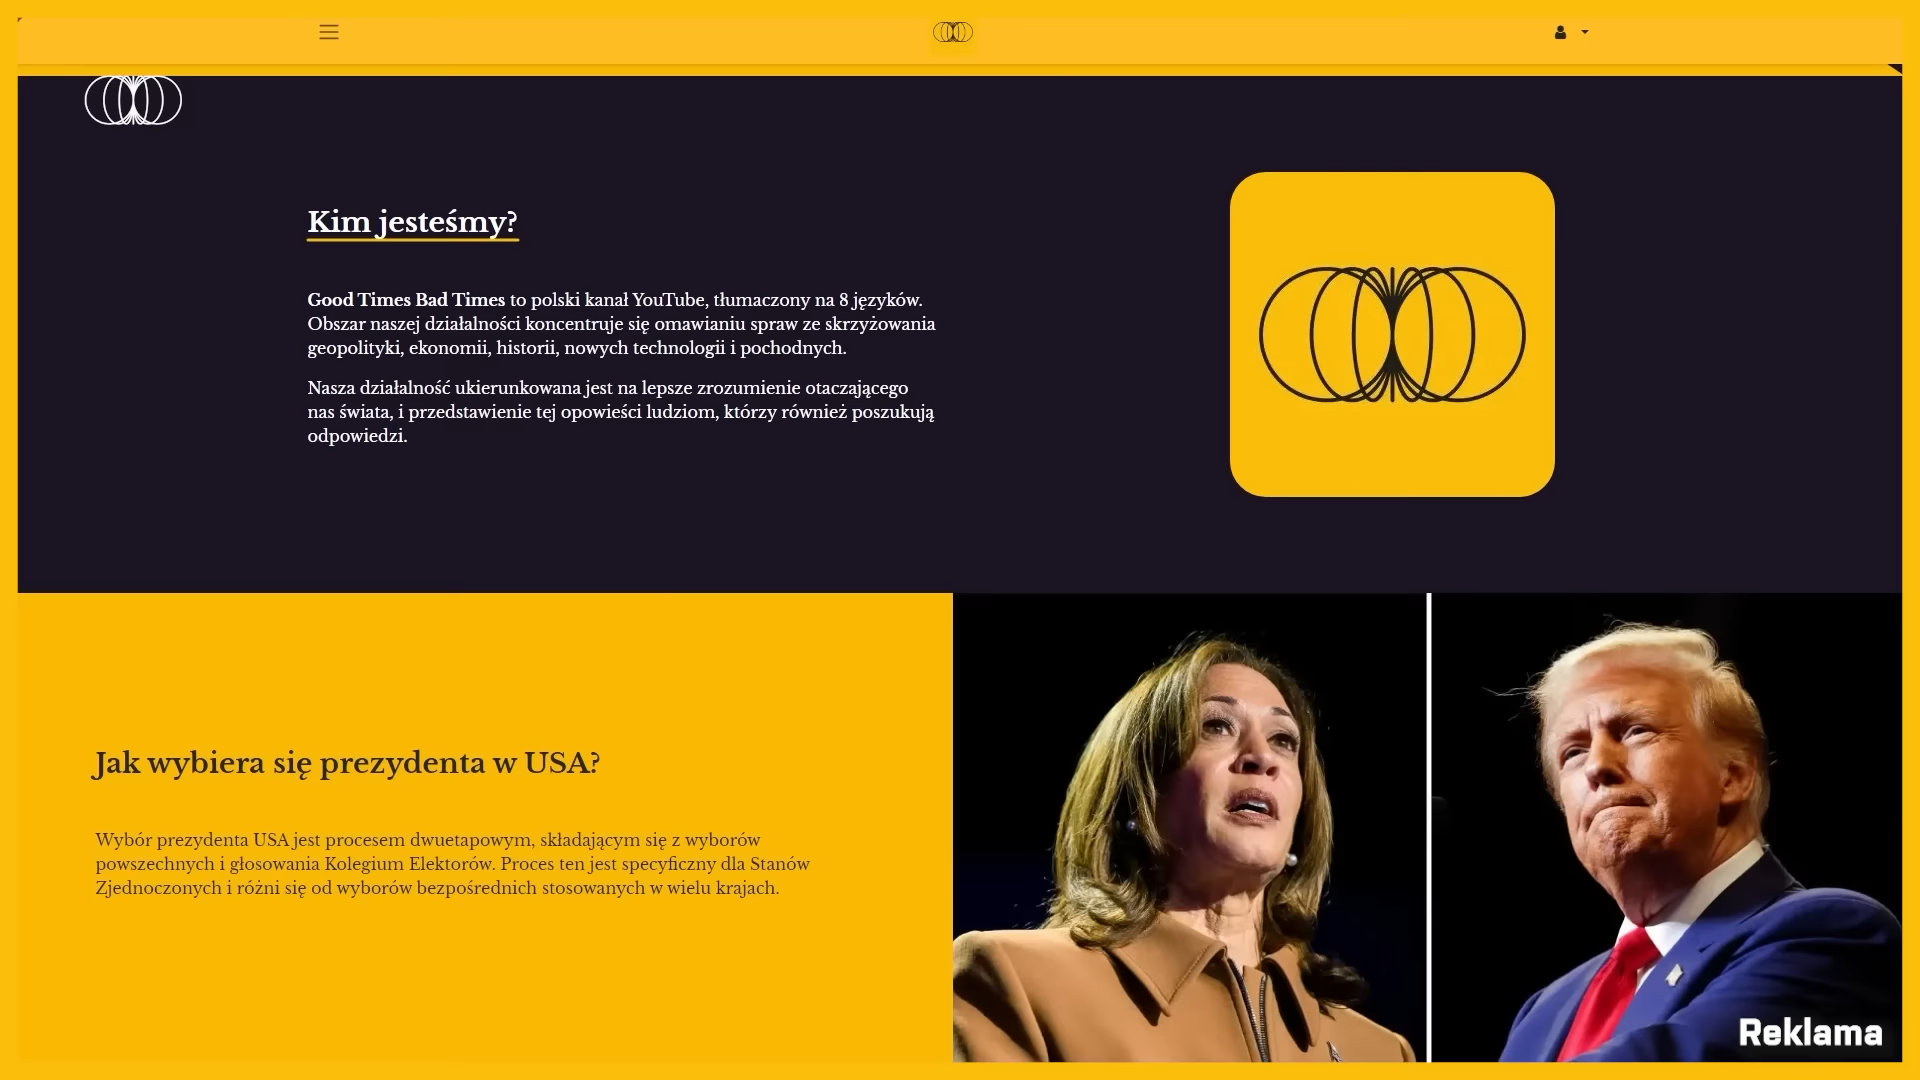 Kim jesteśmy?
Good Times Bad Times to polski kanał YouTube, tłumaczony na 8 języków.
Obszar naszej działalności koncentruje się omawianiu spraw ze skrzyżowania
geopolityki, ekonomii, historii, nowych technologii i pochodnych.
Nasza działalność ukierunkowana jest na lepsze zrozumienie otaczającego
nas świata, i przedstawienie tej opowieści ludziom, którzy również poszukują
odpowiedzi.
Jak wybiera się prezydenta w USA?
Wybór prezydenta USA jest procesem dwuetapowym, składającym się z wyborów
powszechnych i głosowania Kolegium Elektorów. Proces ten jest specyficzny dla Stanów
Zjednoczonych i różni się od wyborów bezpośrednich stosowanych w wielu krajach.
Reklama